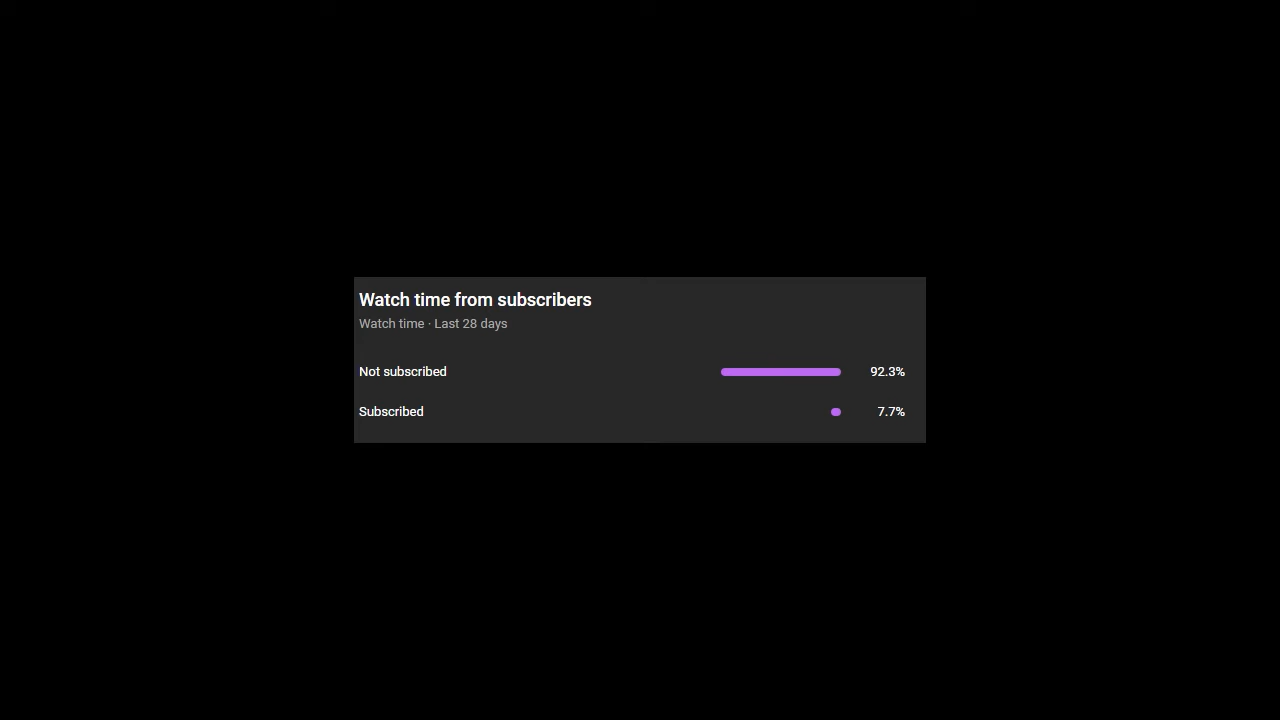 Watch time from subscribers
Watch time · Last 28 days
Not subscribed 92.3%
Subscribed 7.7%